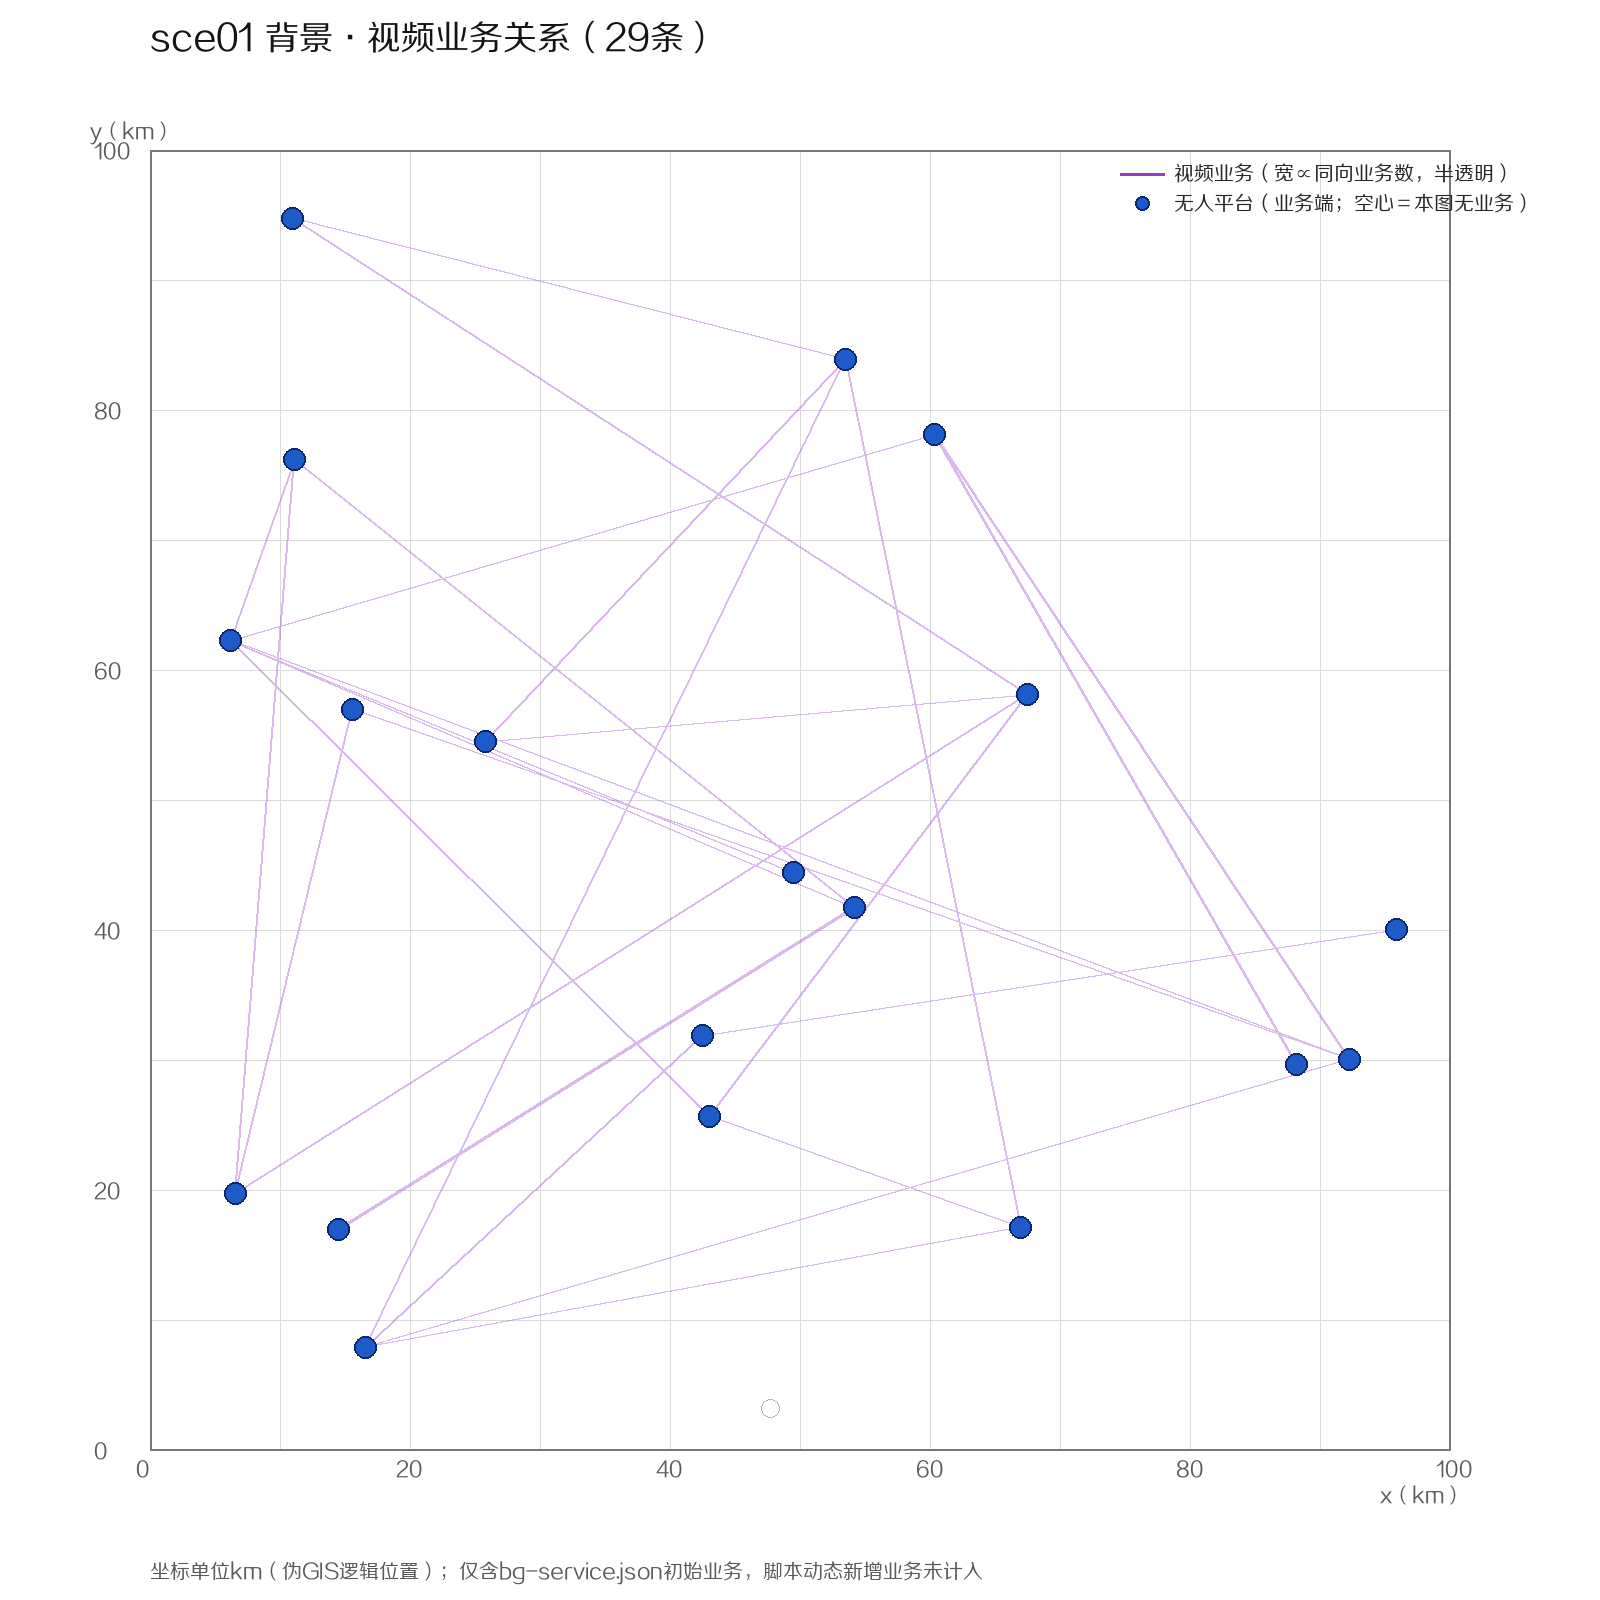 sce01 背景 · 视频业务关系（29条）
y（km）
100
80
60
40
20
0
视频业务（宽∝同向业务数，半透明）
无人平台（业务端；空心＝本图无业务）
0 20 40 60 80 100
x（km）
坐标单位km（伪GIS逻辑位置）；仅含bg-service.json初始业务，脚本动态新增业务未计入